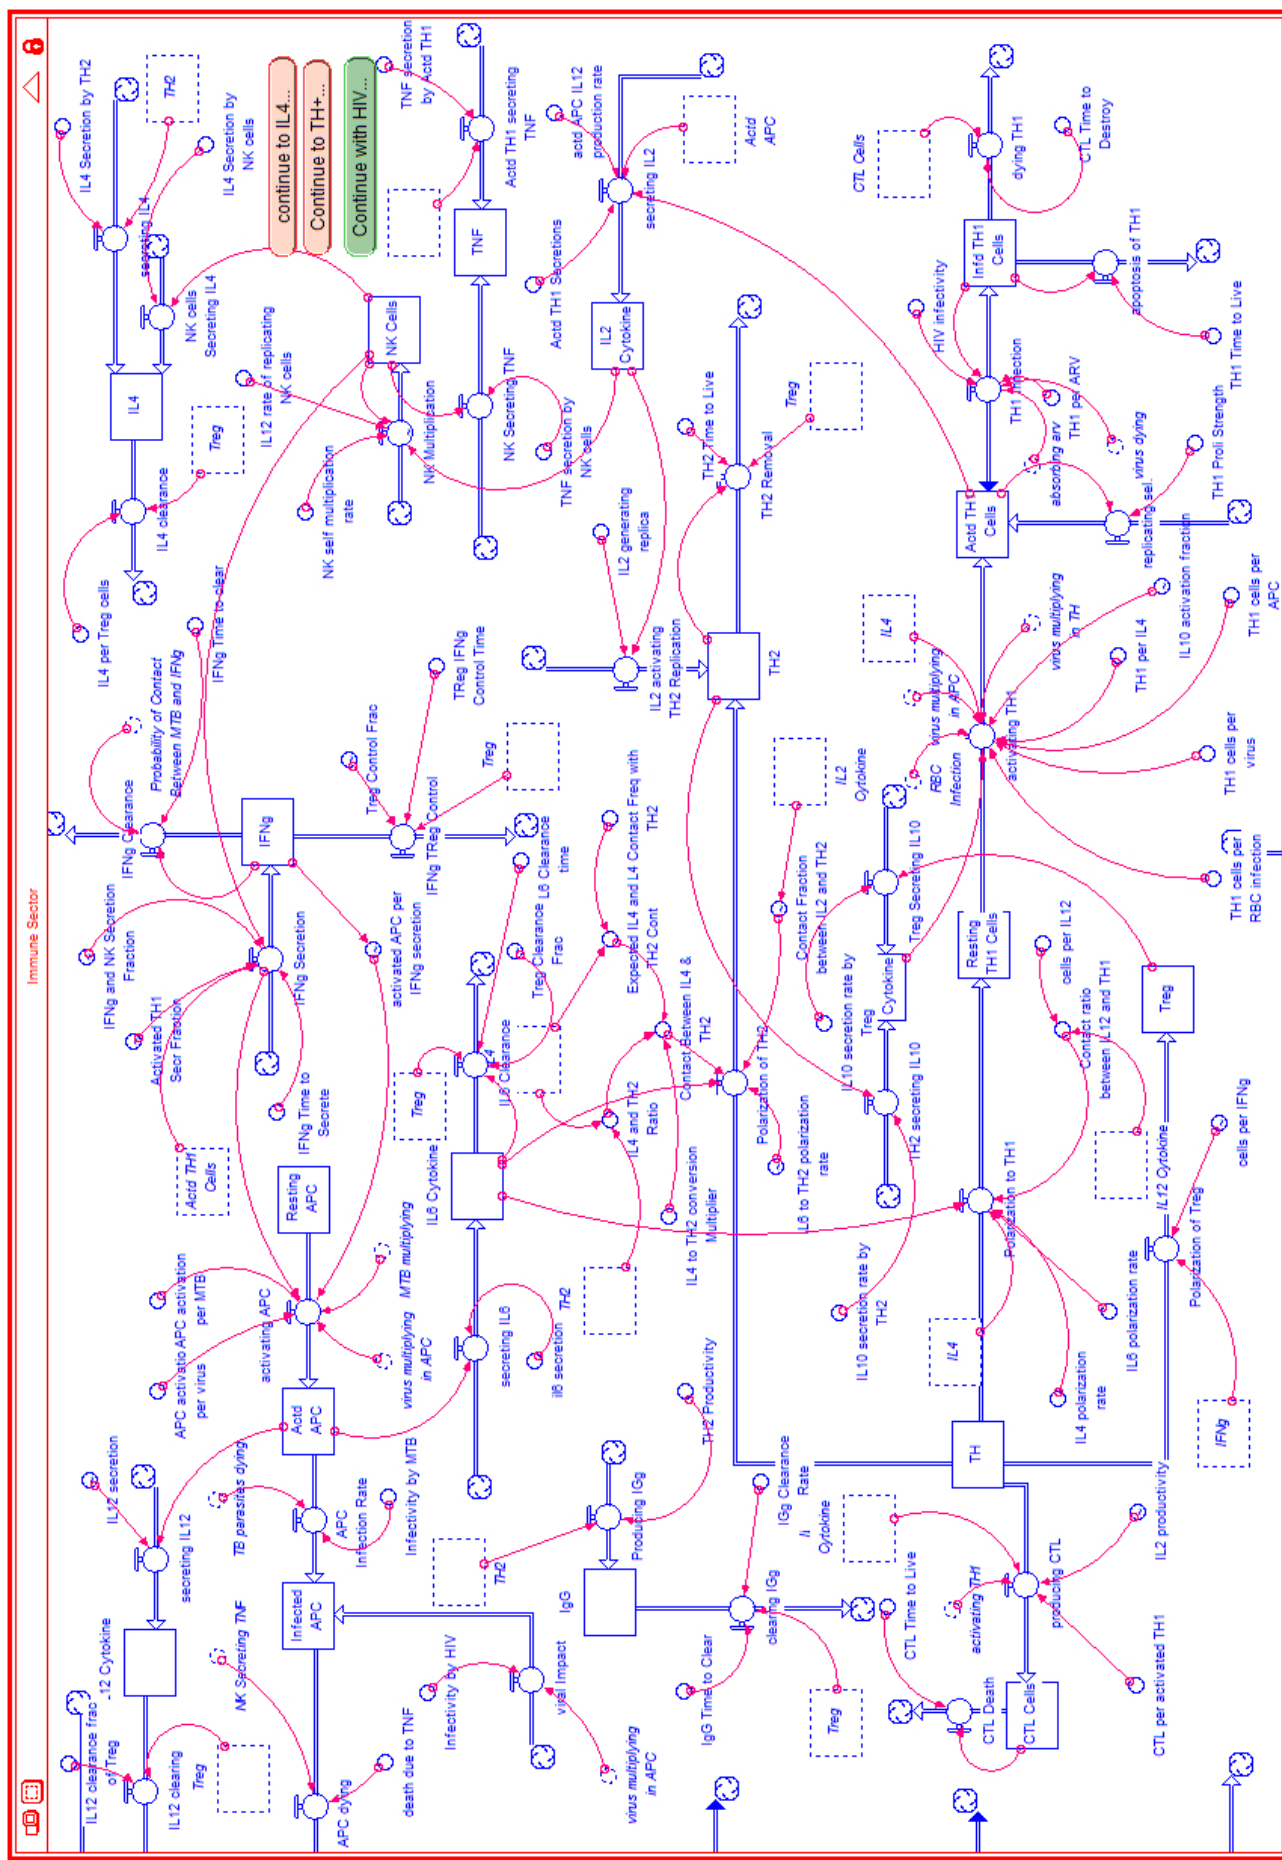 Immune Sector
IL12 clearance frac
of Treg
IL12 clearing
Treg
-12 Cytokine
secreting IL12
IL12 secretion
NK Secreting TNF
APC dying
death due to TNF
Infected
APC
TB parasites dying
APC
Infection Rate
Infectivity by MTB
Actd
APC
APC activatio
per virus
APC activation
per MTB
activating APC
virus multiplying
in APC
MTB multiplying
Resting
APC
Actd TH1
Cells
IFNg Time to
Secrete
Activated TH1
Secr Fraction
IFNg and NK Secretion
Fraction
IFNg Secretion
activated APC per
IFNg secretion
IFNg
IFNg Clearance
Probability of Contact
Between MTB and IFNg
IFNg Time to clear
IFNg TReg Control
Treg Control Frac
TReg IFNg
Control Time
Treg
IL4 per Treg cells
IL4 clearance
Treg
IL4
secreting IL4
IL4 Secretion by TH2
TH2
NK cells
Secreting IL4
IL4 Secretion by
NK cells
IL12 rate of replicating
NK cells
NK self multiplication
rate
NK Multiplication
NK Cells
continue to IL4...
Continue to TH+...
Continue with HIV...
NK Secreting TNF
TNF secretion by
NK cells
TNF
Actd TH1 secreting
TNF
TNF secretion
by Actd TH1
Infectivity by HIV
viral Impact
virus multiplying
in APC
TH2
secreting IL6
il6 secretion
TH2
IL6 Cytokine
Treg
IL6 Clearance
L6 Clearance
time
Treg Clearance
Frac
IL4 and TH2
Ratio
Expected IL4 and L4 Contact Freq with
TH2 Cont
TH2
Contact Between IL4 &
TH2
IL4 to TH2 conversion
Multiplier
IgG
Producing IGg
TH2 Productivity
IgG Time to Clear
clearing IGg
IGg Clearance
Rate
Treg
Polarization of TH2
L6 to TH2 polarization
rate
Contact Fraction
between IL2 and TH2
IL2
Cytokine
TH2
IL2 activating
TH2 Replication
IL2 generating
replica
TH2 Removal
TH2 Time to Live
Treg
IL2
Cytokine
Actd TH1 Secretions
secreting IL2
actd APC IL12
production rate
Actd
APC
IL10 secretion rate by
TH2
TH2 secreting IL10
IL10 secretion rate by
Treg
Cytokine
Treg Secreting IL10
CTL Time to Live
CTL Death
CTL Cells
CTL per activated TH1
activating TH1
Cytokine
producing CTL
IL2 productivity
TH
IL4
IL4 polarization
rate
IL6 polarization rate
Polarization to TH1
Contact ratio
between IL12 and TH1
cells per IL12
IL12 Cytokine
IFNg
Polarization of Treg
cells per IFNg
Treg
Resting
TH1 Cells
RBC
Infection
virus multiplying
in APC
IL4
activating TH1
virus multiplying
in TH
TH1 per IL4
IL10 activation fraction
TH1 cells per
RBC infection
TH1 cells per
virus
TH1 cells per
APC
Actd TH1
Cells
replicating sel.
TH1 Proli Strength
absorbing arv
virus dying
TH1 per ARV
TH1 Infection
HIV infectivity
Infd TH1
Cells
apoptosis of TH1
TH1 Time to Live
CTL Cells
dying TH1
CTL Time to
Destroy